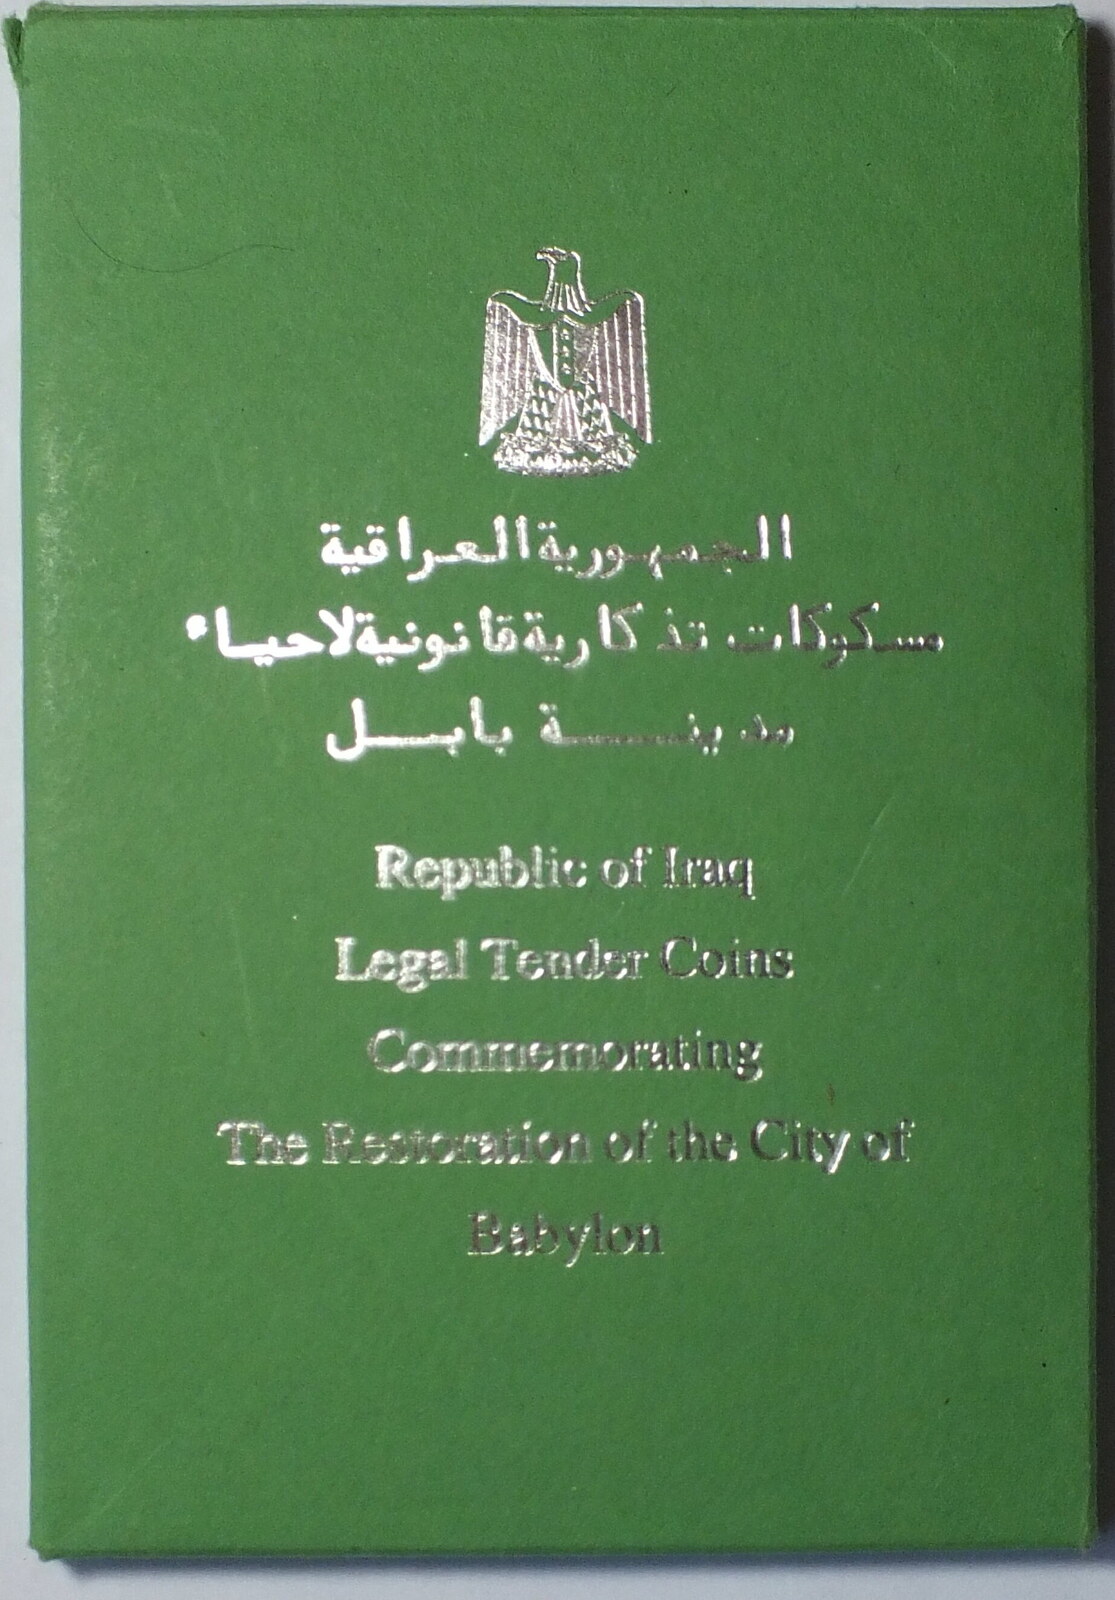 الجمهورية العراقية
مسكوكات تذكارية قانونية لاحياء
مدينة بابل
Republic of Iraq
Legal Tender Coins
Commemorating
The Restoration of the City of
Babylon